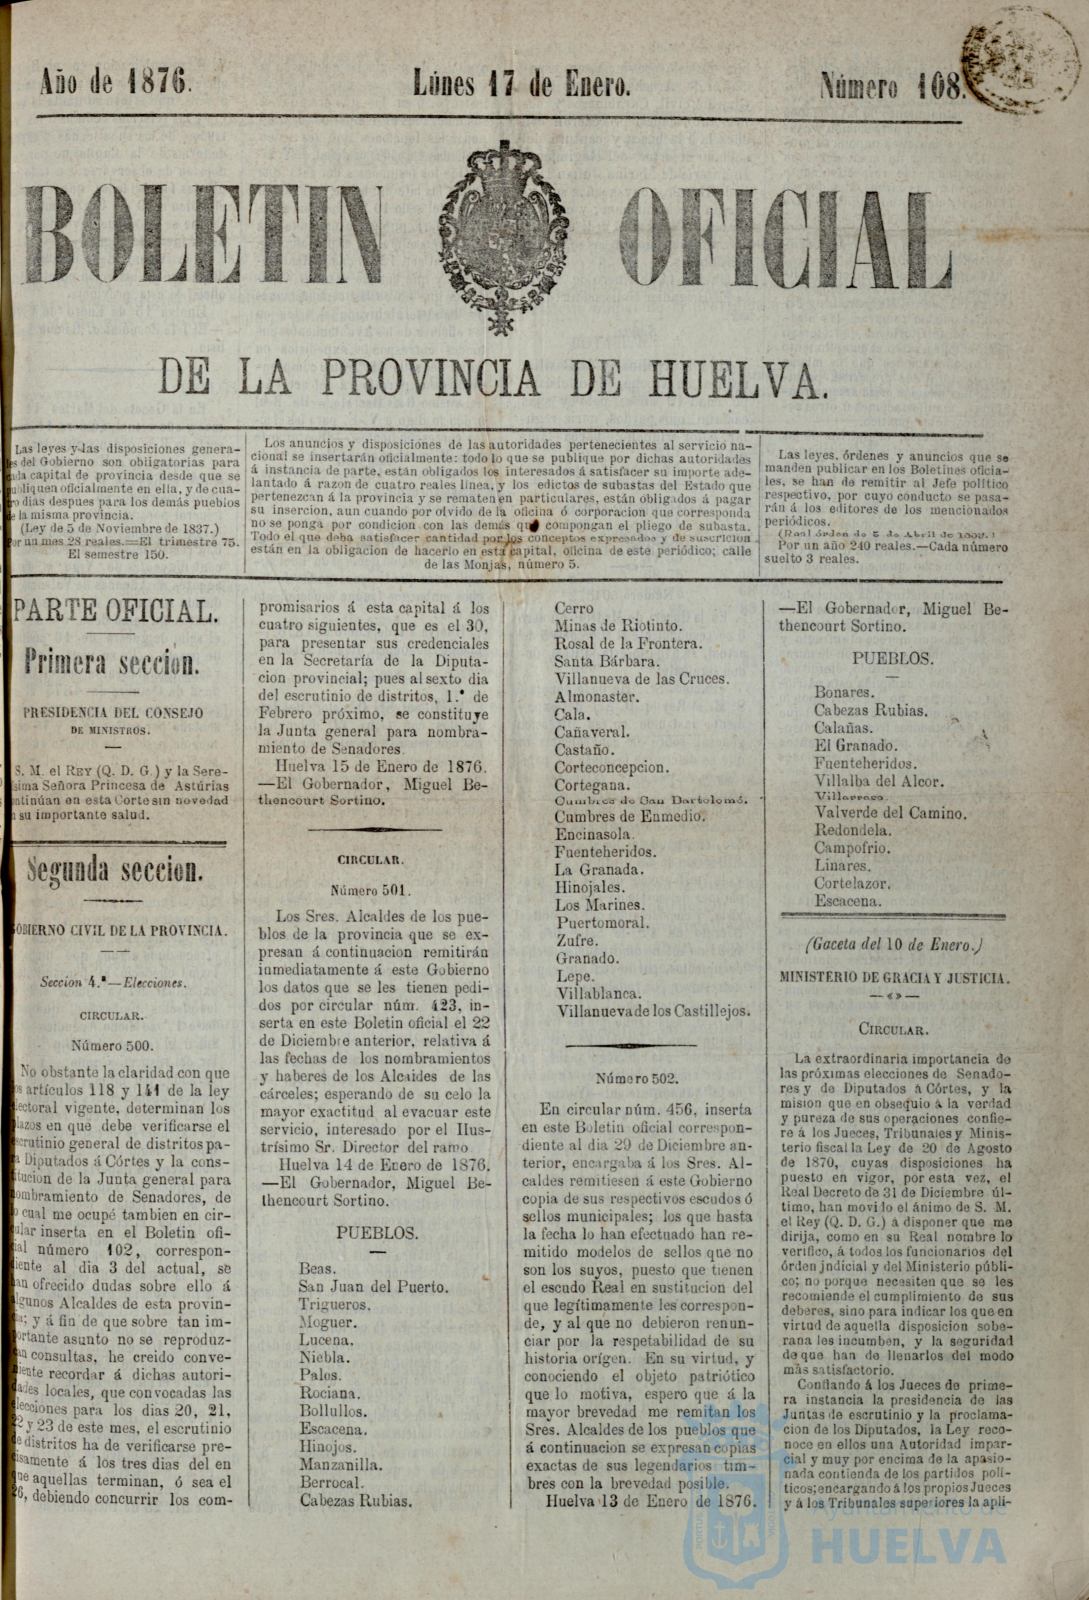 Año de 1876.
Lúnes 17 de Enero.
Número 108.
BOLETIN OFICIAL
DE LA PROVINCIA DE HUELVA.
Las leyes y las disposiciones genera-
les del Gobierno son obligatorias para
cada capital de provincia desde que se
publiquen oficialmente en ella, y de cua-
tro dias despues para los demás pueblos
de la misma provincia.
(Ley de 5 de Noviembre de 1837.)
Por un mes 28 reales.—El trimestre 75.
El semestre 150.
Los anuncios y disposiciones de las autoridades pertenecientes al servicio na-
cional se insertarán oficialmente: todo lo que se publique por dichas autoridades
á instancia de parte, están obligados los interesados á satisfacer su importe ade-
lantado á razon de cuatro reales línea, y los edictos de subastas del Estado que
pertenezcan á la provincia y se rematen en particulares, están obligados á pagar
su insercion, aun cuando por olvido de la oficina ó corporacion que corresponda
no se ponga por condicion con las demás que compongan el pliego de subasta.
Todo el que deba satisfacer cantidad por los conceptos expresados y de suscricion
están en la obligacion de hacerlo en esta capital, oficina de este periódico; calle
de las Monjas, número 5.
Las leyes, órdenes y anuncios que se
manden publicar en los Boletines oficia-
les, se han de remitir al Jefe político
respectivo, por cuyo conducto se pasa-
rán á los editores de los mencionados
periódicos.
(Real órden de 5 de Abril de
Por un año 240 reales.—Cada número
suelto 3 reales.
PARTE OFICIAL.
Primera seccion.
PRESIDENCIA DEL CONSEJO
DE MINISTROS.
S. M. el REY (Q. D. G.) y la Sere-
nísima Señora Princesa de Astúrias
continúan en esta Corte sin novedad
en su importante salud.
Segunda seccion.
GOBIERNO CIVIL DE LA PROVINCIA.
Seccion 4.ª—Elecciones.
CIRCULAR.
Número 500.
No obstante la claridad con que
los artículos 118 y 141 de la ley
electoral vigente, determinan los
plazos en que debe verificarse el
escrutinio general de distritos pa-
ra Diputados á Córtes y la cons-
titucion de la Junta general para
nombramiento de Senadores, de
lo cual me ocupé tambien en cir-
cular inserta en el Boletin ofi-
cial número 102, correspon-
diente al dia 3 del actual, se
han ofrecido dudas sobre ello á
algunos Alcaldes de esta provin-
cia; y á fin de que sobre tan im-
portante asunto no se reproduz-
can consultas, he creido conve-
niente recordar á dichas autori-
dades locales, que convocadas las
elecciones para los dias 20, 21,
22 y 23 de este mes, el escrutinio
de distritos ha de verificarse pre-
cisamente á los tres dias del en
que aquellas terminan, ó sea el
26, debiendo concurrir los com-
promisarios á esta capital á los
cuatro siguientes, que es el 30,
para presentar sus credenciales
en la Secretaría de la Diputa-
cion provincial; pues al sexto dia
del escrutinio de distritos, 1.º de
Febrero próximo, se constituye
la Junta general para nombra-
miento de Senadores.
Huelva 15 de Enero de 1876.
—El Gobernador, Miguel Be-
thencourt Sortino.
CIRCULAR.
Número 501.
Los Sres. Alcaldes de los pue-
blos de la provincia que se ex-
presan á continuacion remitirán
inmediatamente á este Gobierno
los datos que se les tienen pedi-
dos por circular núm. 423, in-
serta en este Boletin oficial el 22
de Diciembre anterior, relativa á
las fechas de los nombramientos
y haberes de los Alcaides de las
cárceles; esperando de su celo la
mayor exactitud al evacuar este
servicio, interesado por el Ilus-
trísimo Sr. Director del ramo
Huelva 14 de Enero de 1876.
—El Gobernador, Miguel Be-
thencourt Sortino.
PUEBLOS.
Beas.
San Juan del Puerto.
Trigueros.
Moguer.
Lucena.
Niebla.
Palos.
Rociana.
Bollullos.
Escacena.
Hinojos.
Manzanilla.
Berrocal.
Cabezas Rubias.
Cerro
Minas de Riotinto.
Rosal de la Frontera.
Santa Bárbara.
Villanueva de las Cruces.
Almonaster.
Cala.
Cañaveral.
Castaño.
Corteconcepcion.
Cortegana.
Cumbres de San Bartolomé.
Cumbres de Enmedio.
Encinasola.
Fuenteheridos.
La Granada.
Hinojales.
Los Marines.
Puertomoral.
Zufre.
Granado.
Lepe.
Villablanca.
Villanueva de los Castillejos.
Número 502.
En circular núm. 456, inserta
en este Boletin oficial correspon-
diente al dia 29 de Diciembre an-
terior, encargaba á los Sres. Al-
caldes remitiesen á este Gobierno
copia de sus respectivos escudos ó
sellos municipales; los que hasta
la fecha lo han efectuado han re-
mitido modelos de sellos que no
son los suyos, puesto que tienen
el escudo Real en sustitucion del
que legítimamente les correspon-
de, y al que no debieron renun-
ciar por la respetabilidad de su
historia orígen. En su virtud, y
conociendo el objeto patriótico
que lo motiva, espero que á la
mayor brevedad me remitan los
Sres. Alcaldes de los pueblos que
á continuacion se expresan copias
exactas de sus legendarios tim-
bres con la brevedad posible.
Huelva 13 de Enero de 1876.
—El Gobernador, Miguel Be-
thencourt Sortino.
PUEBLOS.
Bonares.
Cabezas Rubias.
Calañas.
El Granado.
Fuenteheridos.
Villalba del Alcor.
Villarraso.
Valverde del Camino.
Redondela.
Campofrio.
Linares.
Cortelazor.
Escacena.
(Gaceta del 10 de Enero.)
MINISTERIO DE GRACIA Y JUSTICIA.
CIRCULAR.
La extraordinaria importancia de
las próximas elecciones de Senado-
res y de Diputados á Córtes, y la
mision que en obsequio á la verdad
y pureza de sus operaciones confie-
re á los Jueces, Tribunales y Minis-
terio fiscal la Ley de 20 de Agosto
de 1870, cuyas disposiciones ha
puesto en vigor, por esta vez, el
Real Decreto de 31 de Diciembre úl-
timo, han movido el ánimo de S. M.
el Rey (Q. D. G.) á disponer que me
dirija, como en su Real nombre lo
verifico, á todos los funcionarios del
órden judicial y del Ministerio públi-
co; no porque necesiten que se les
recomiende el cumplimiento de sus
deberes, sino para indicar los que en
virtud de aquella disposicion sobe-
rana les incumben, y la seguridad
de que han de llenarlos del modo
más satisfactorio.
Confiando á los Jueces de prime-
ra instancia la presidencia de las
Juntas de escrutinio y la proclama-
cion de los Diputados, la Ley reco-
noce en ellos una Autoridad impar-
cial y muy por encima de la apasio-
nada contienda de los partidos polí-
ticos; encargando á los propios Jueces
y á los Tribunales superiores la apli-
Ayuntamiento de
HUELVA